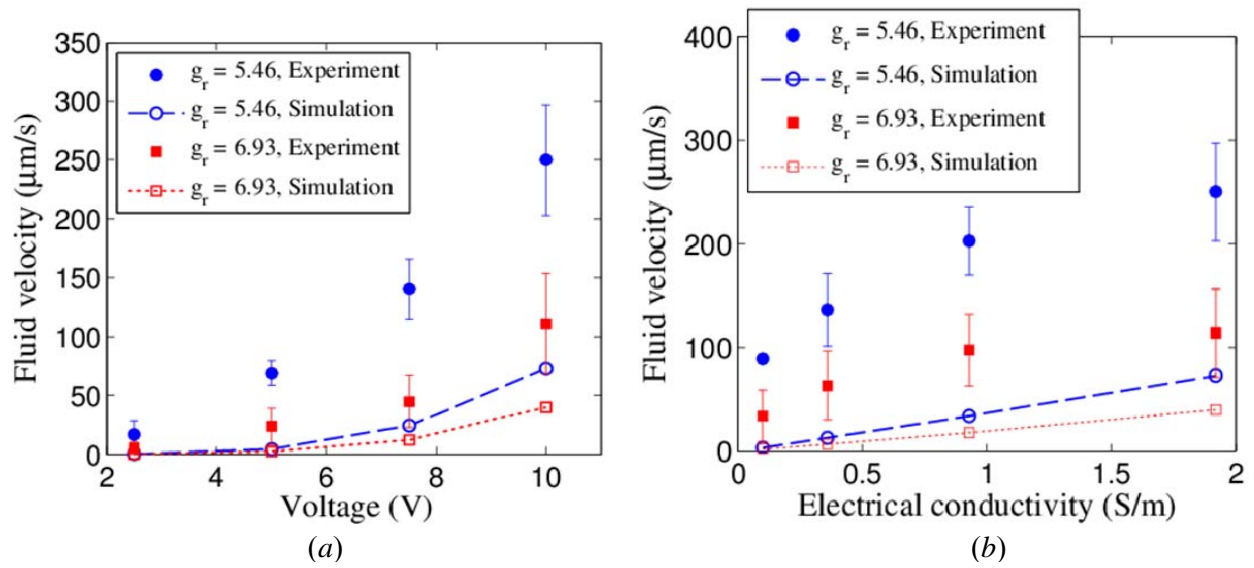 350
300
250
200
150
100
50
0
Fluid velocity (μm/s)
g_r = 5.46, Experiment
g_r = 5.46, Simulation
g_r = 6.93, Experiment
g_r = 6.93, Simulation
2 4 6 8 10
Voltage (V)
(a)
400
300
200
100
0
Fluid velocity (μm/s)
g_r = 5.46, Experiment
g_r = 5.46, Simulation
g_r = 6.93, Experiment
g_r = 6.93, Simulation
0 0.5 1 1.5 2
Electrical conductivity (S/m)
(b)